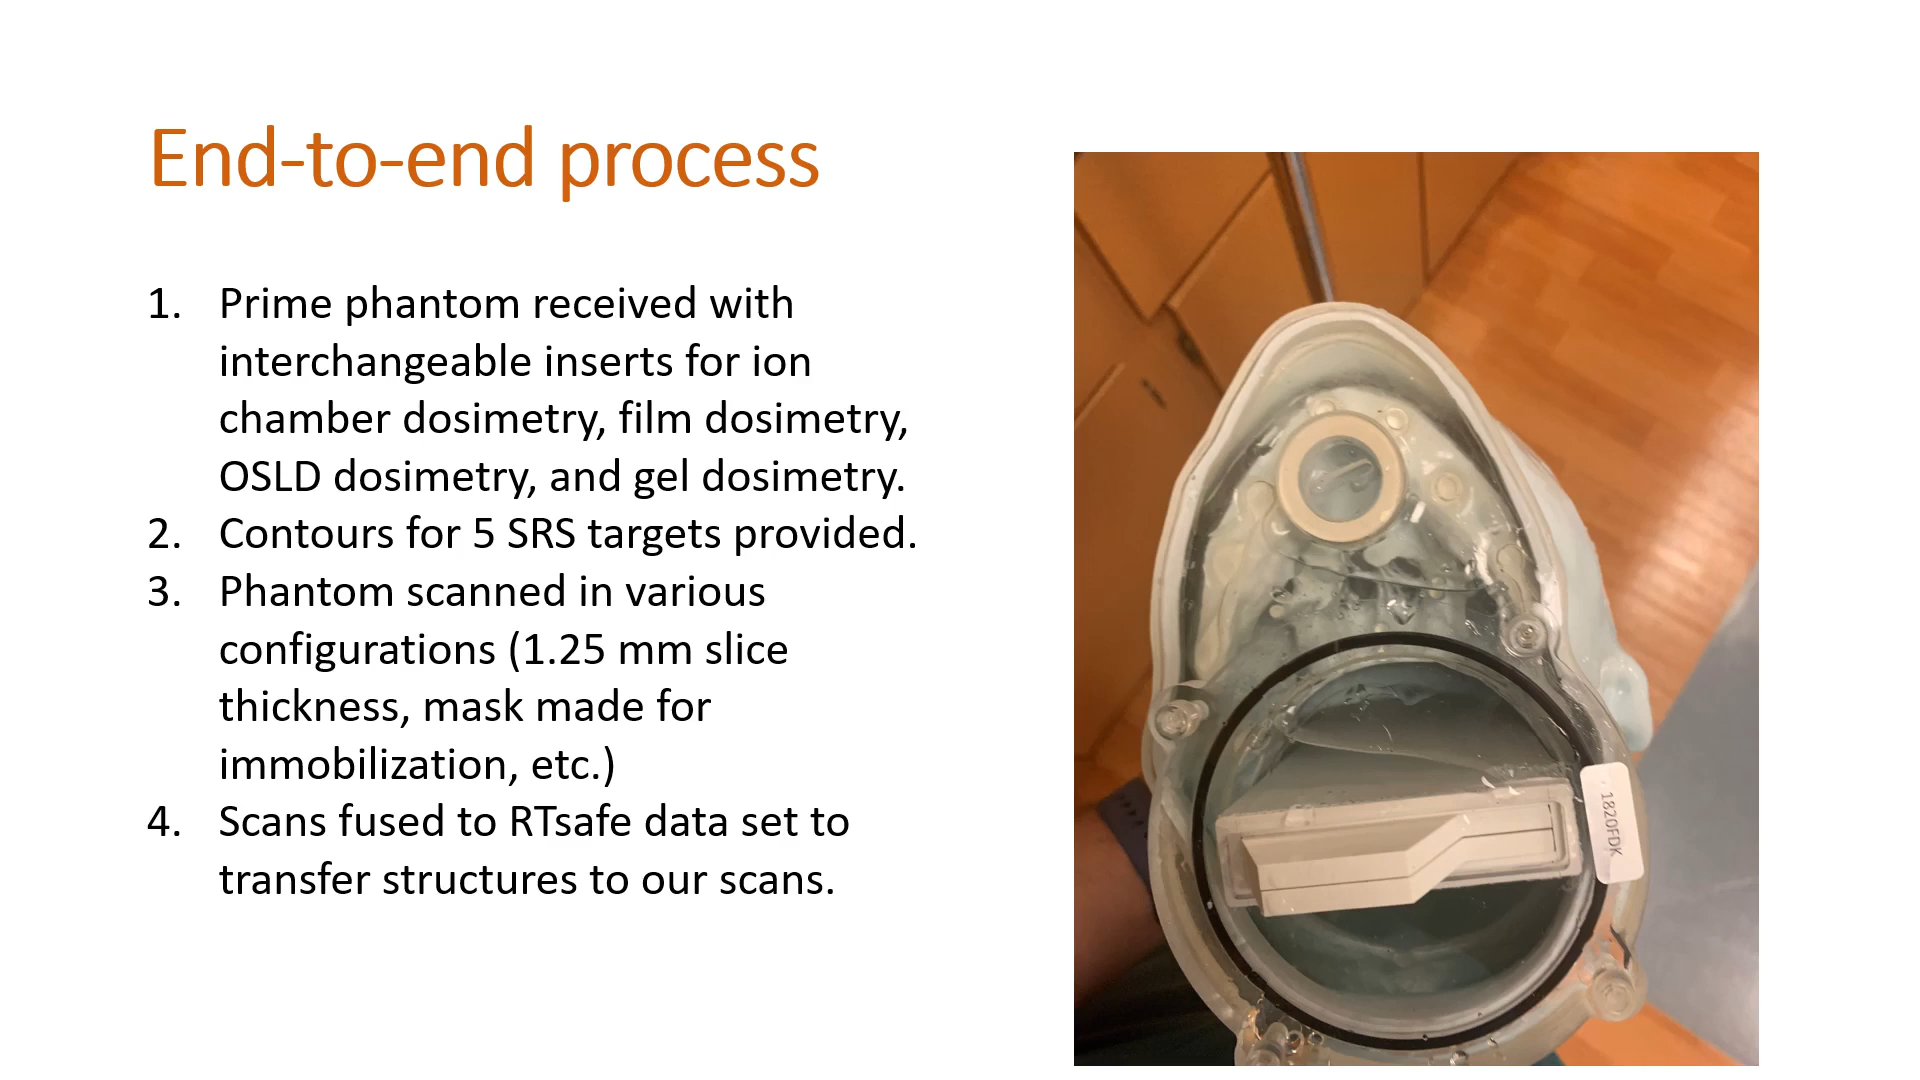 End-to-end process
1. Prime phantom received with
interchangeable inserts for ion
chamber dosimetry, film dosimetry,
OSLD dosimetry, and gel dosimetry.
2. Contours for 5 SRS targets provided.
3. Phantom scanned in various
configurations (1.25 mm slice
thickness, mask made for
immobilization, etc.)
4. Scans fused to RTsafe data set to
transfer structures to our scans.
1820FDK